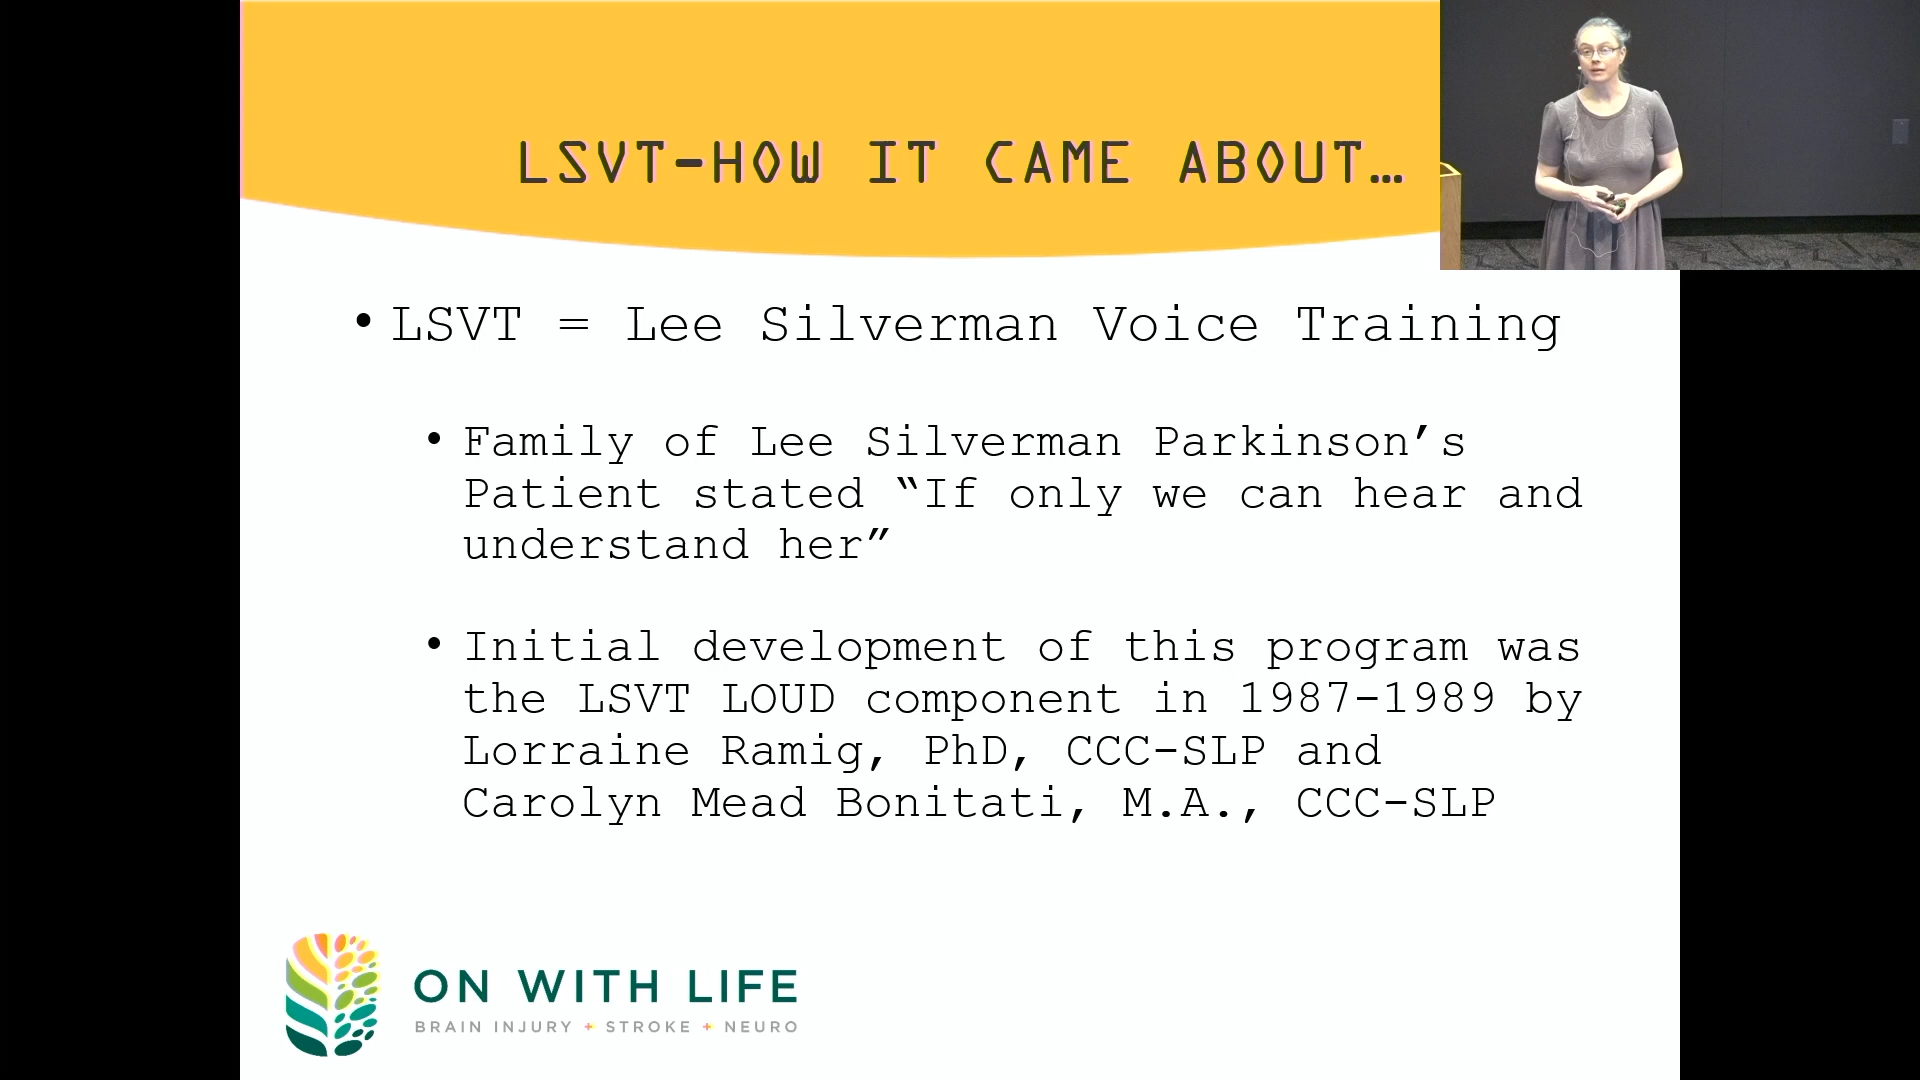 LSVT-HOW IT CAME ABOUT…
• LSVT = Lee Silverman Voice Training
• Family of Lee Silverman Parkinson’s
Patient stated “If only we can hear and
understand her”
• Initial development of this program was
the LSVT LOUD component in 1987-1989 by
Lorraine Ramig, PhD, CCC-SLP and
Carolyn Mead Bonitati, M.A., CCC-SLP
ON WITH LIFE
BRAIN INJURY + STROKE + NEURO